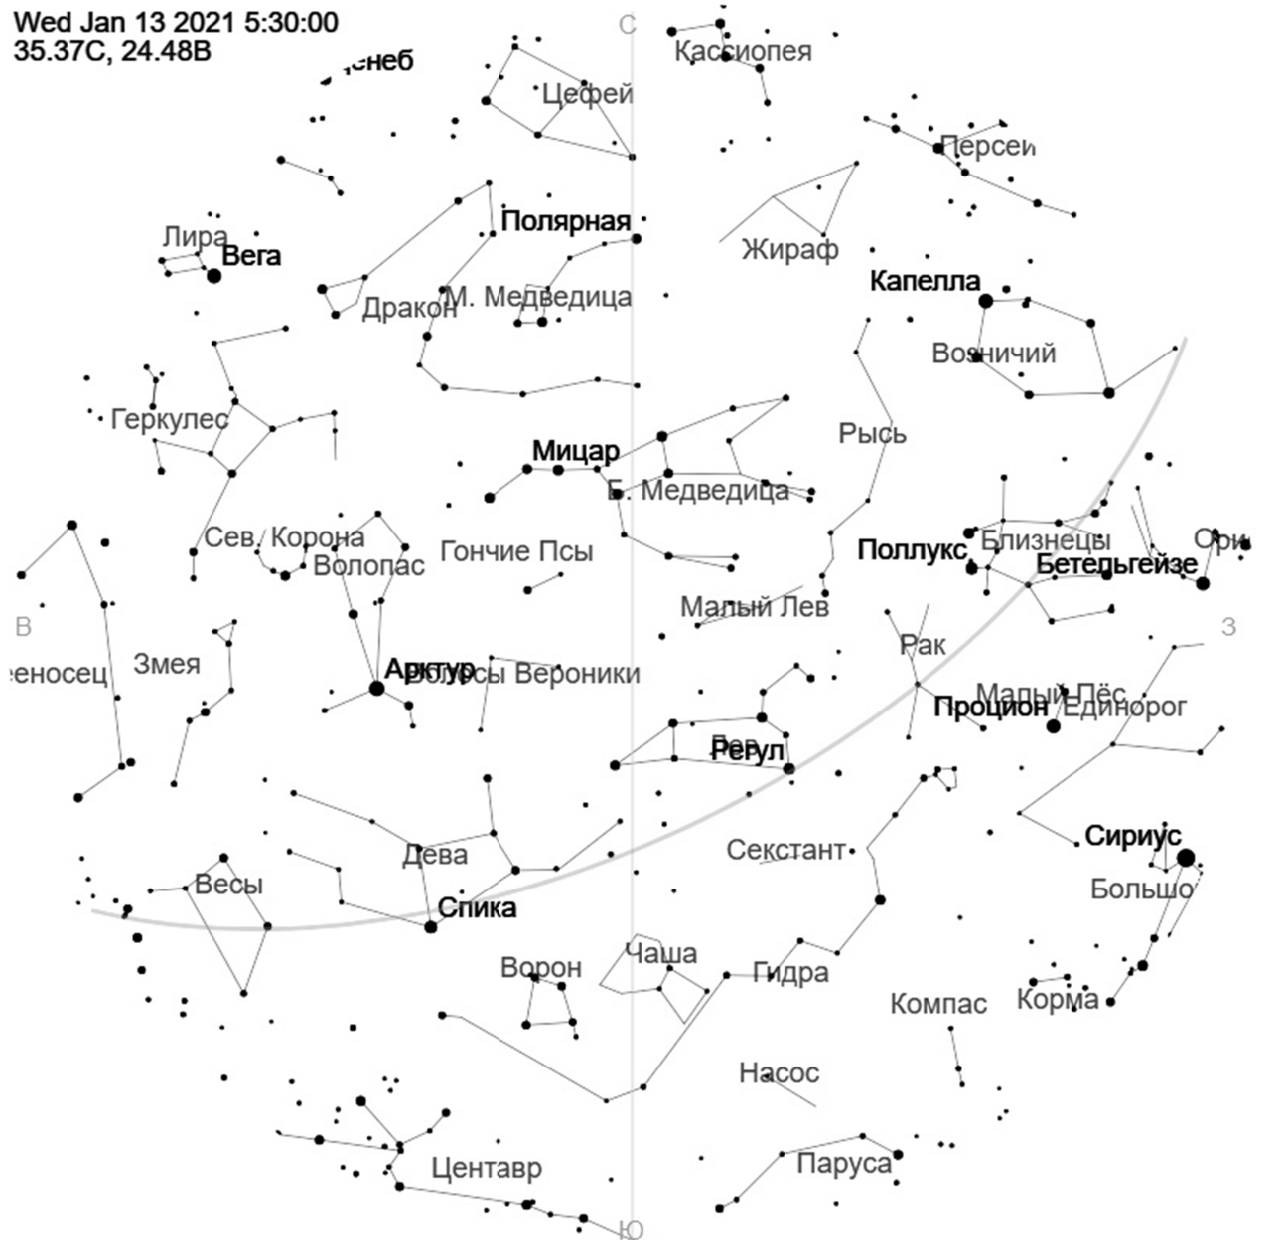 Wed Jan 13 2021 5:30:00
35.37С, 24.48В
С
Кассиопея
Цефей
Полярная
Лира
Вега
Жираф
Капелла
Дракон
М. Медведица
Возничий
Геркулес
Рысь
Мицар
Б. Медведица
Сев. Корона
Волопас
Гончие Псы
Поллукс
Близнецы
Бетельгейзе
Малый Лев
В
З
Рак
Змея
Арктур
Волосы Вероники
Малый Пёс
Процион
Единорог
Регул
Сириус
Секстант
Дева
Весы
Большо
Спика
Чаша
Ворон
Гидра
Компас
Корма
Насос
Центавр
Паруса
Ю